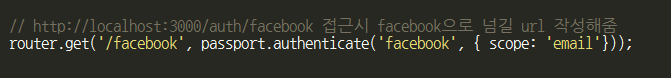 // http://localhost:3000/auth/facebook 접근시 facebook으로 넘길 url 작성해줌
router.get('/facebook', passport.authenticate('facebook', { scope: 'email'}));